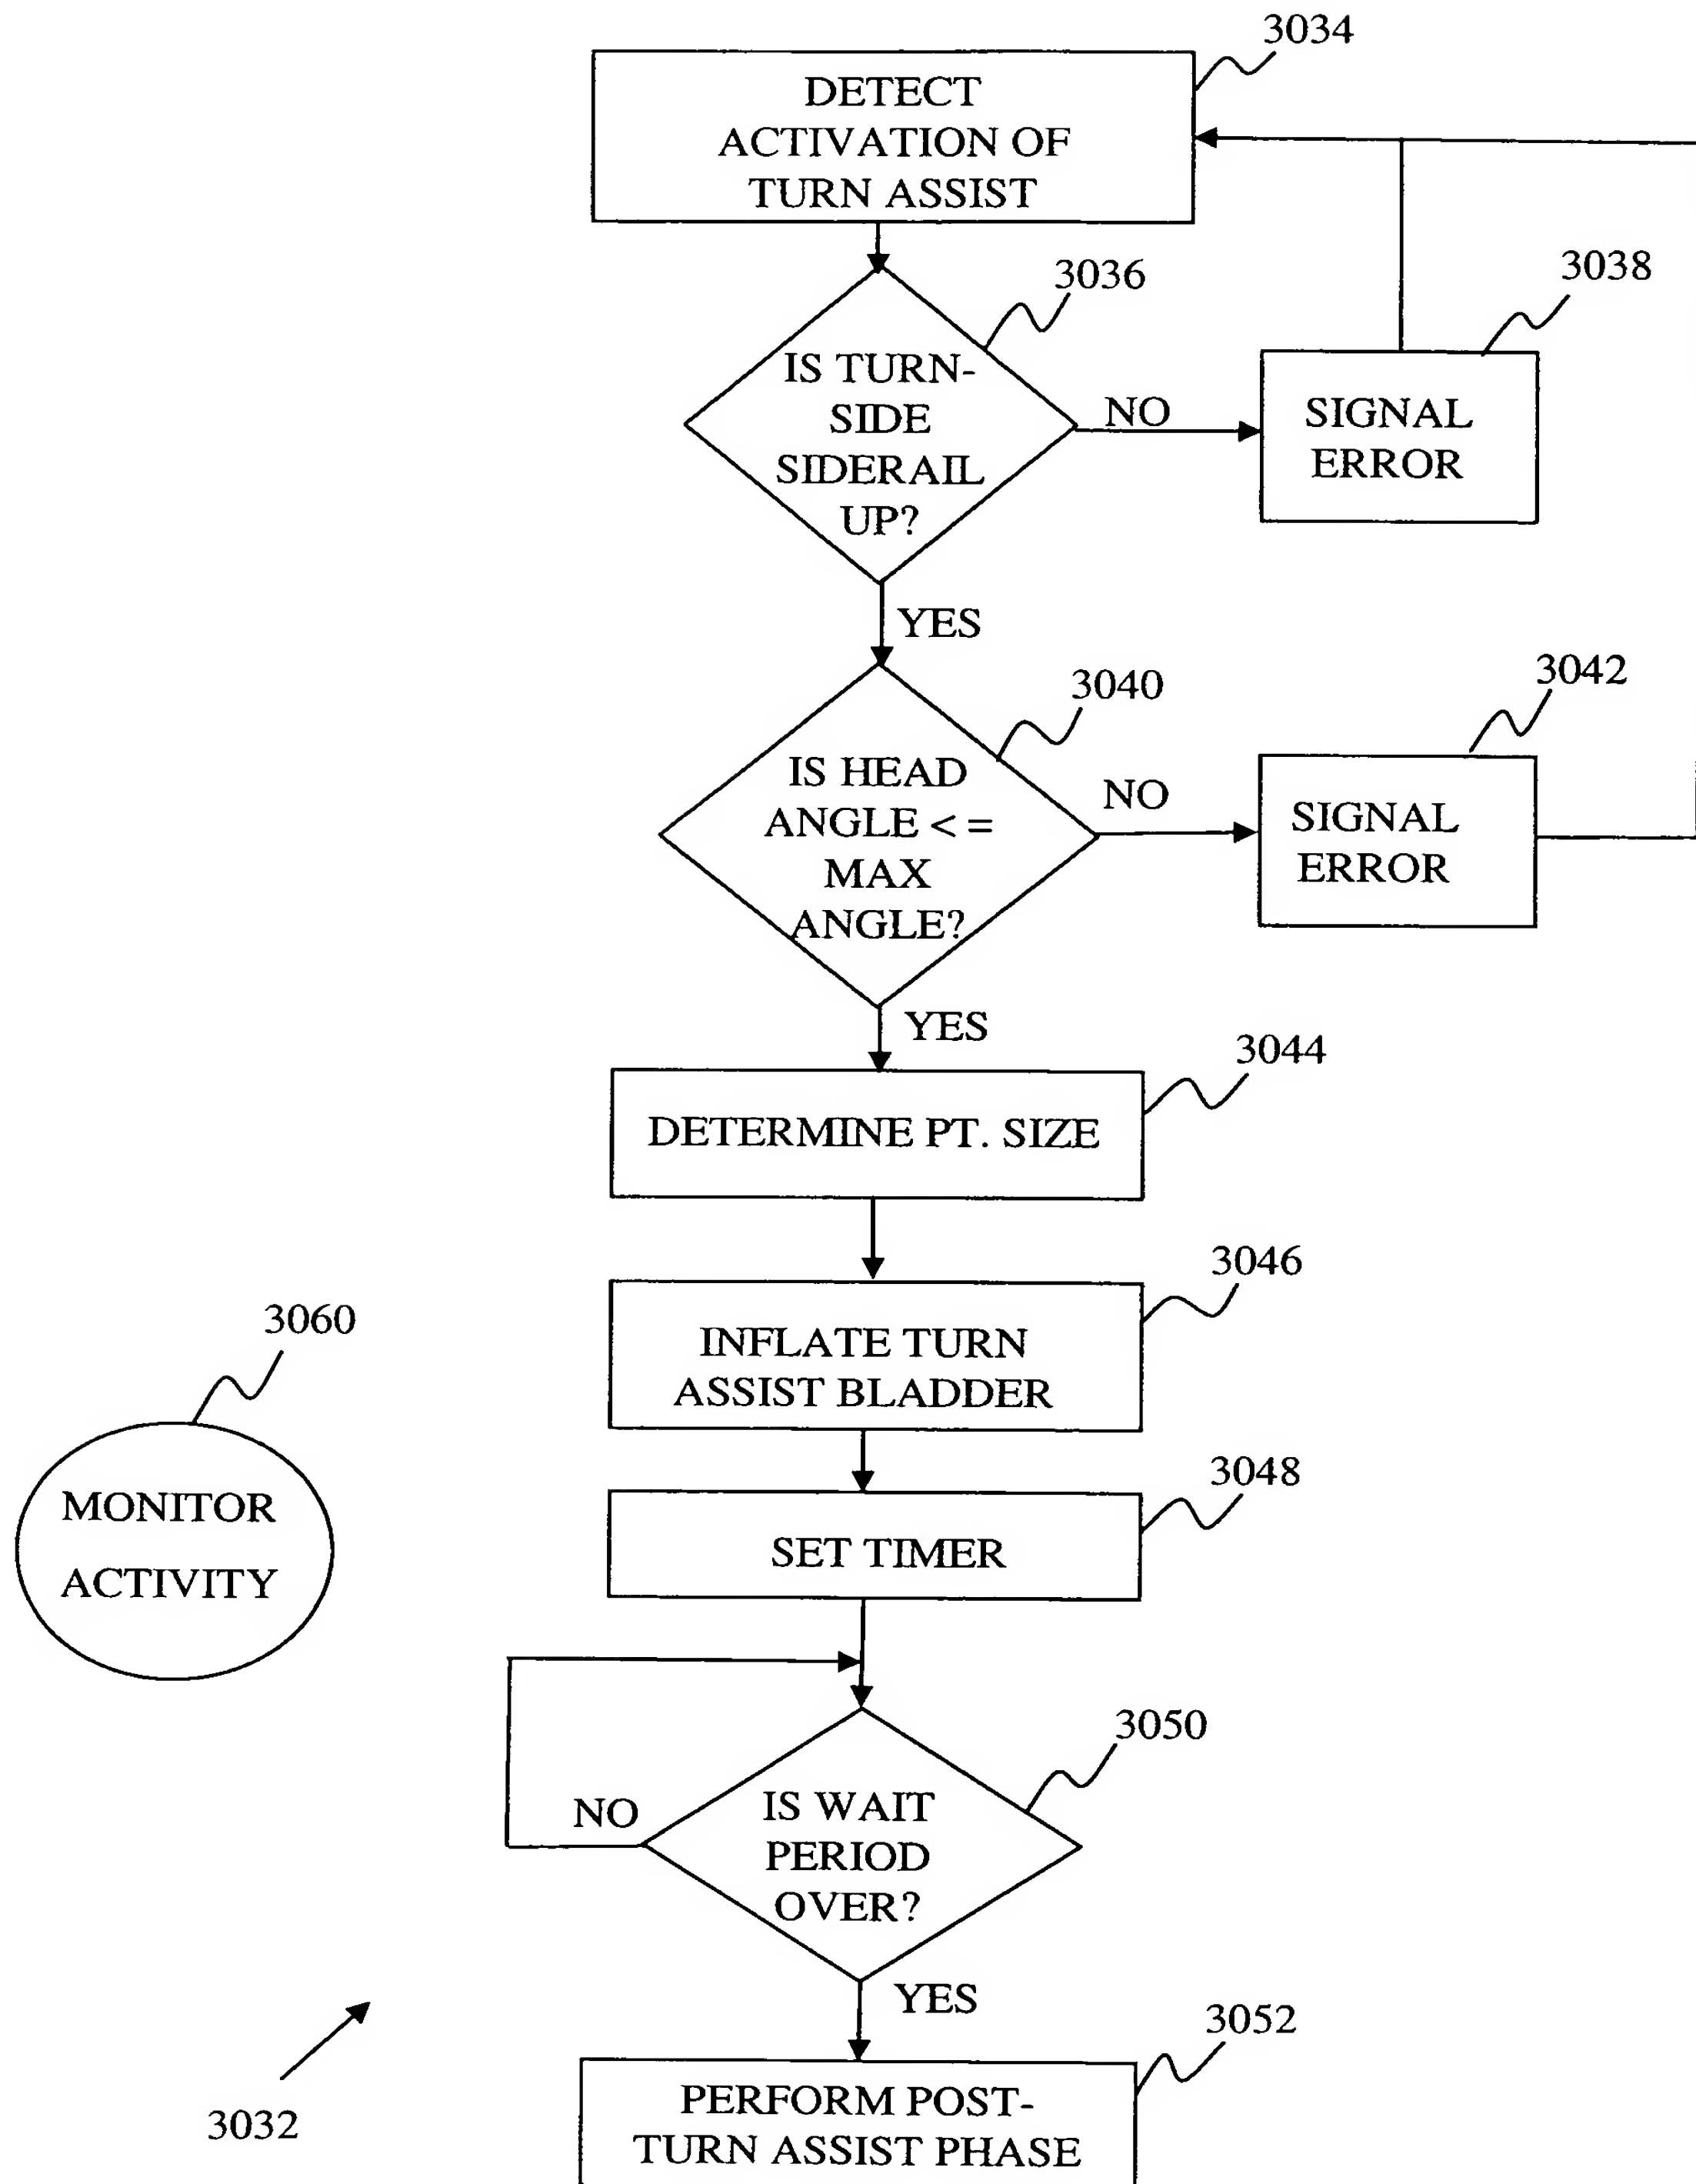 3034
DETECT
ACTIVATION OF
TURN ASSIST
3036
3038
IS TURN-
SIDE
SIDERAIL
UP?
NO
SIGNAL
ERROR
YES
3040
3042
IS HEAD
ANGLE < =
MAX
ANGLE?
NO
SIGNAL
ERROR
YES
3044
DETERMINE PT. SIZE
3046
INFLATE TURN
ASSIST BLADDER
3060
MONITOR
ACTIVITY
3048
SET TIMER
3050
NO
IS WAIT
PERIOD
OVER?
YES
3052
PERFORM POST-
TURN ASSIST PHASE
3032